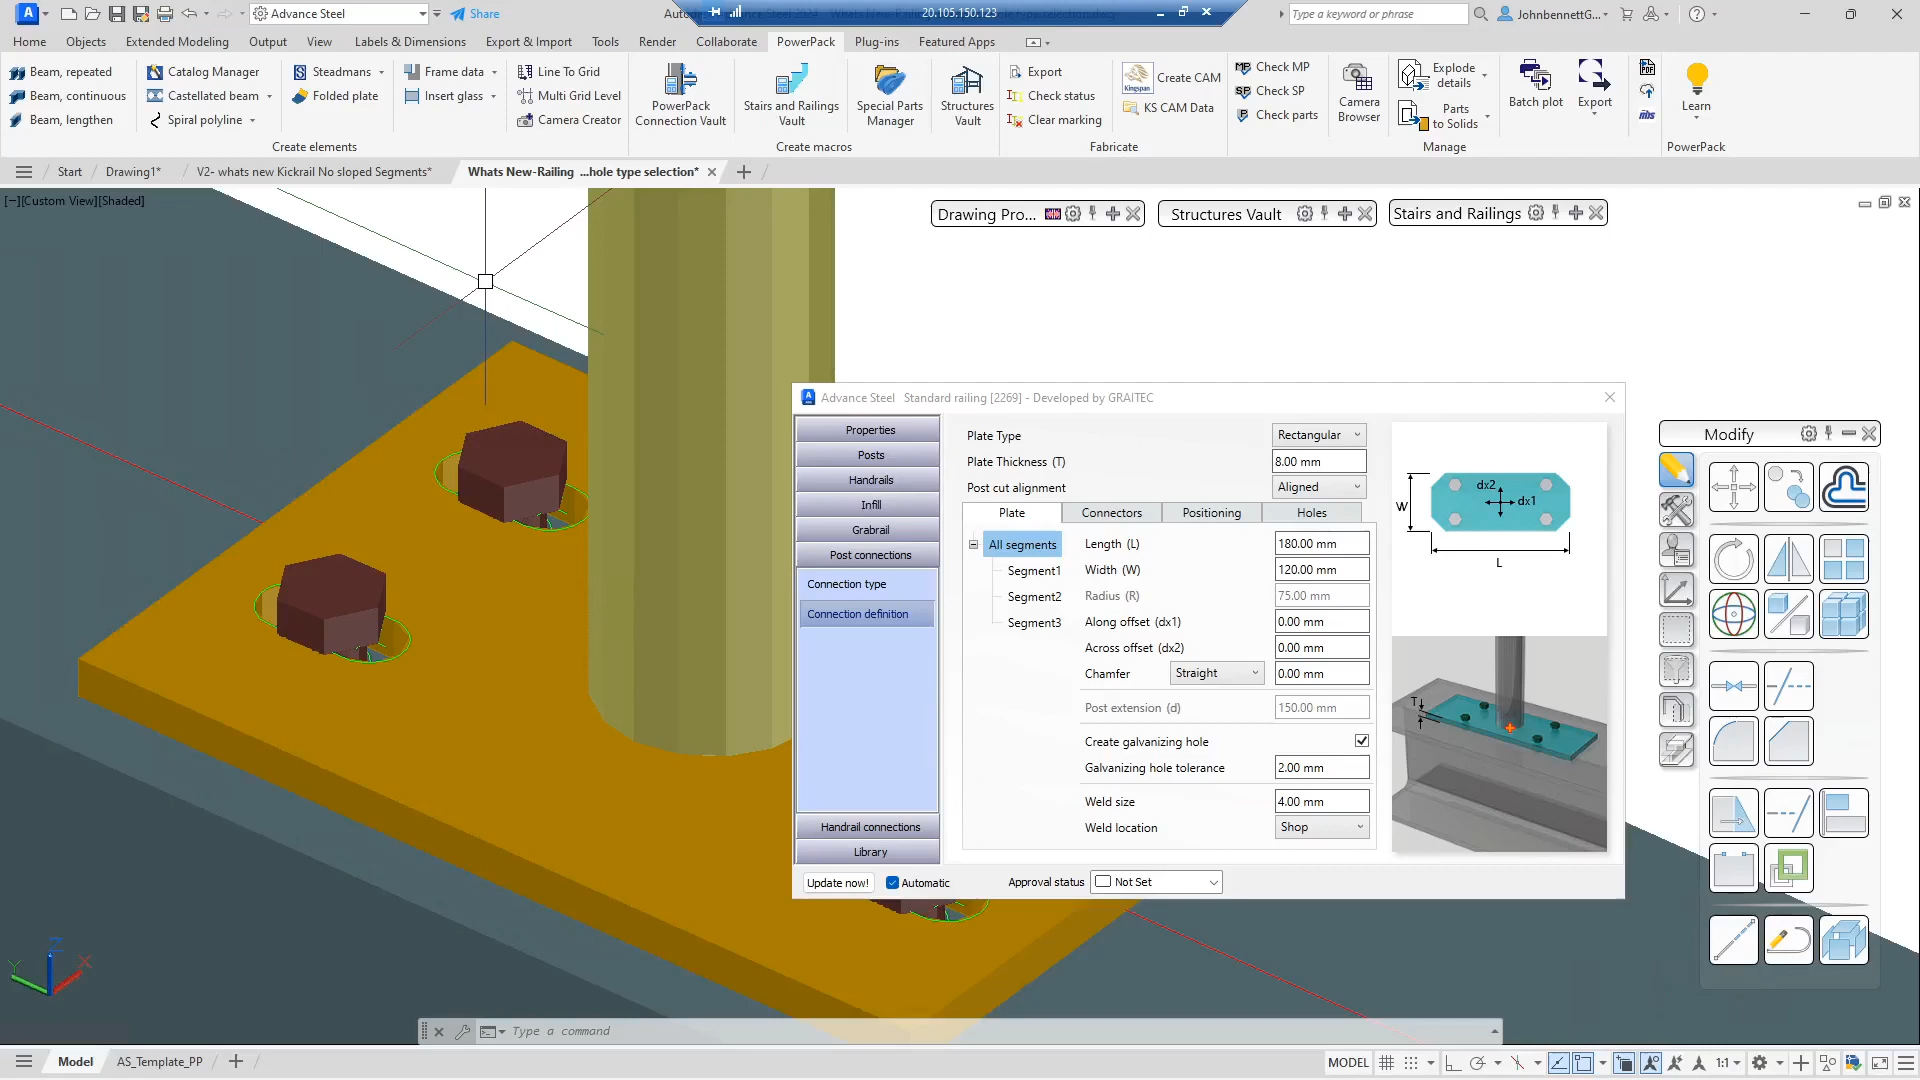 Advance Steel
Share
20.105.150.123
Type a keyword or phrase
JohnbennettG...
Home Objects Extended Modeling Output View Labels & Dimensions Export & Import Tools Render Collaborate PowerPack Plug-ins Featured Apps
Beam, repeated
Beam, continuous
Beam, lengthen
Catalog Manager
Castellated beam
Spiral polyline
Steadmans
Folded plate
Frame data
Insert glass
Line To Grid
Multi Grid Level
Camera Creator
Create elements
PowerPack
Connection Vault
Stairs and Railings
Vault
Special Parts
Manager
Structures
Vault
Create macros
Export
Check status
Clear marking
Kingspan
Create CAM
KS CAM Data
Fabricate
Check MP
Check SP
Check parts
Camera
Browser
Explode
details
Parts
to Solids
Batch plot
Export
Manage
Learn
PowerPack
Start
Drawing1*
V2- whats new Kickrail No sloped Segments*
Whats New-Railing ...hole type selection*
[−][Custom View][Shaded]
Drawing Pro...
Structures Vault
Stairs and Railings
Advance Steel Standard railing [2269] - Developed by GRAITEC
Properties
Posts
Handrails
Infill
Grabrail
Post connections
Connection type
Connection definition
Handrail connections
Library
Plate Type Rectangular
Plate Thickness (T) 8.00 mm
Post cut alignment Aligned
Plate Connectors Positioning Holes
All segments
Segment1
Segment2
Segment3
Length (L) 180.00 mm
Width (W) 120.00 mm
Radius (R) 75.00 mm
Along offset (dx1) 0.00 mm
Across offset (dx2) 0.00 mm
Chamfer Straight 0.00 mm
Post extension (d) 150.00 mm
Create galvanizing hole
Galvanizing hole tolerance 2.00 mm
Weld size 4.00 mm
Weld location Shop
W
dx2
dx1
L
T
Update now!
Automatic
Approval status Not Set
Modify
Z
Y
X
Type a command
Model
AS_Template_PP
MODEL
1:1